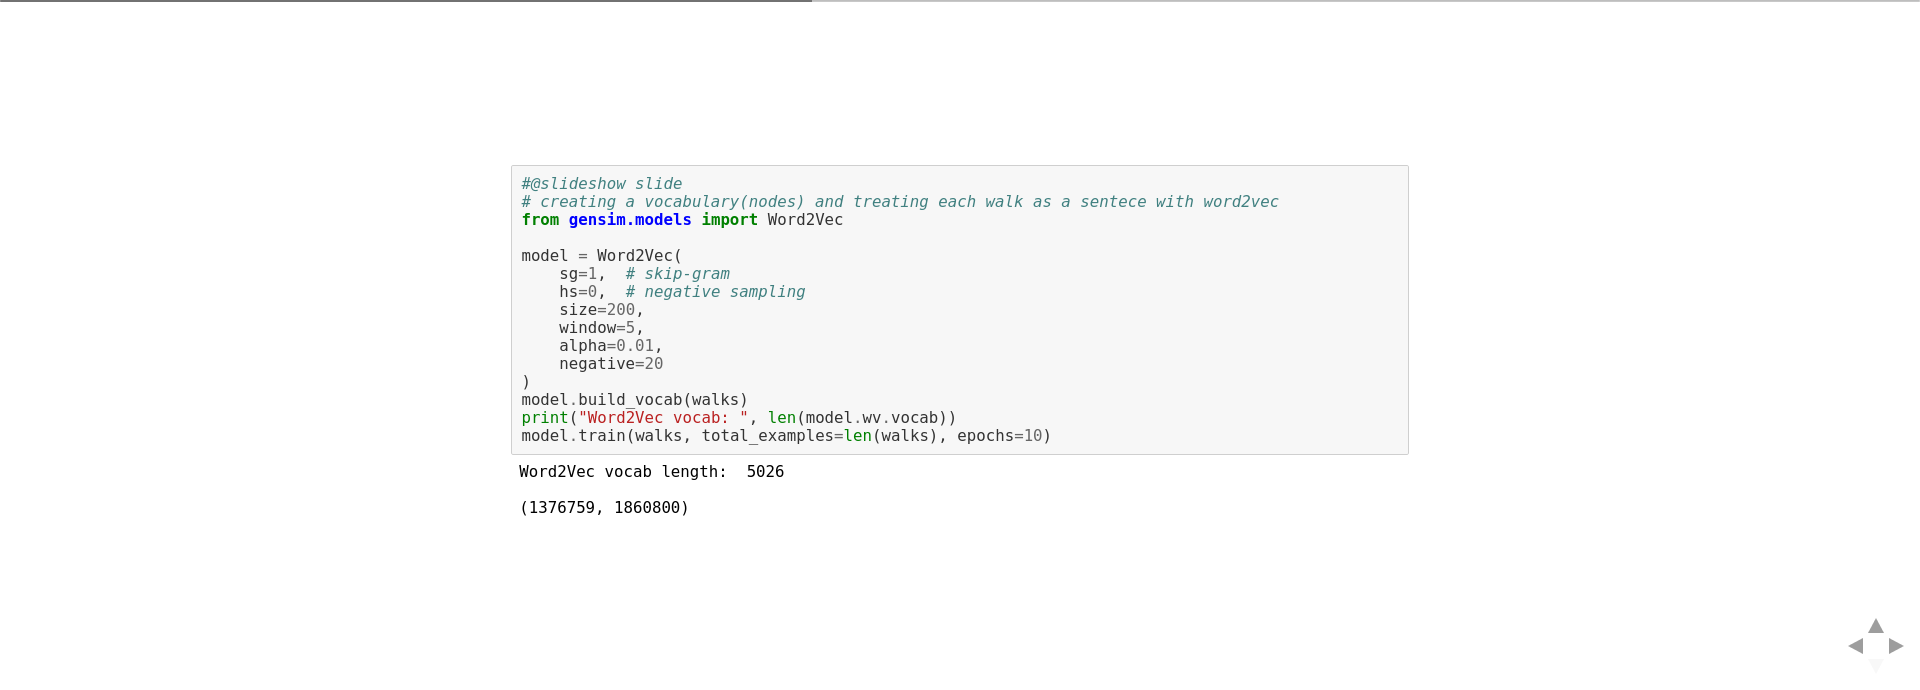 #@slideshow slide
# creating a vocabulary(nodes) and treating each walk as a sentece with word2vec
from gensim.models import Word2Vec

model = Word2Vec(
    sg=1,  # skip-gram
    hs=0,  # negative sampling
    size=200,
    window=5,
    alpha=0.01,
    negative=20
)
model.build_vocab(walks)
print("Word2Vec vocab: ", len(model.wv.vocab))
model.train(walks, total_examples=len(walks), epochs=10)
Word2Vec vocab length:  5026

(1376759, 1860800)